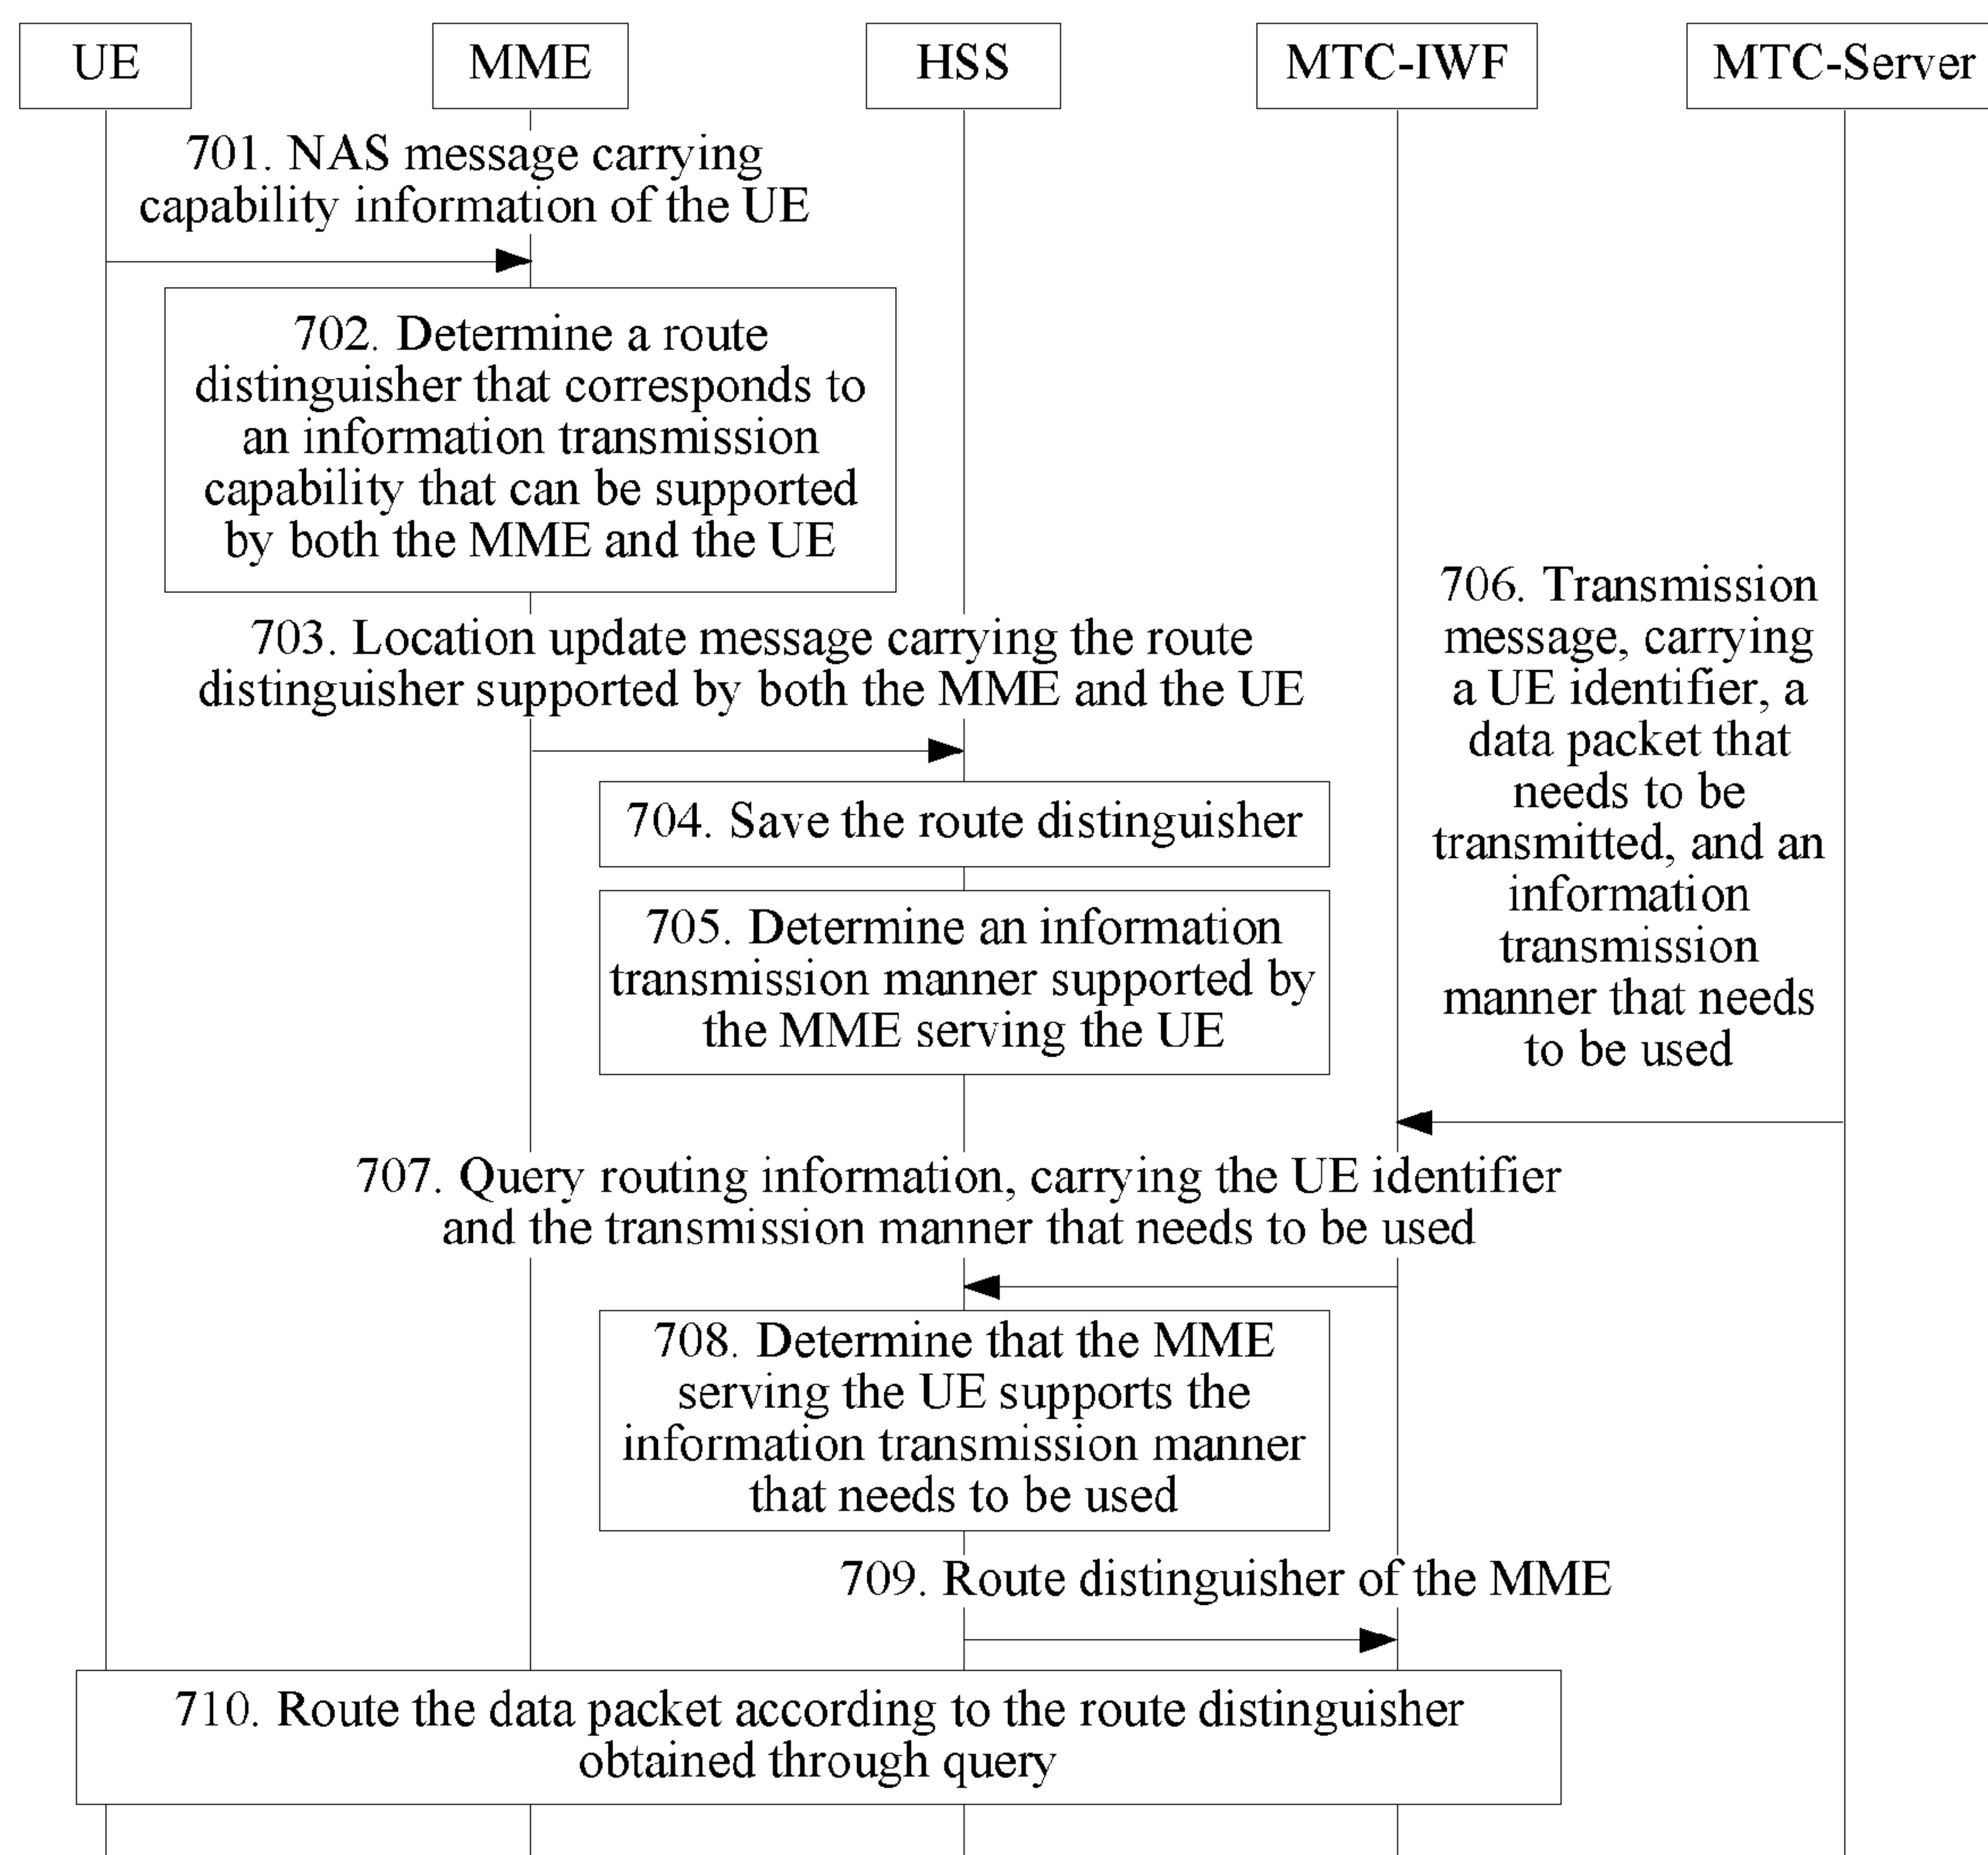 UE
MME
HSS
MTC-IWF
MTC-Server
701. NAS message carrying
capability information of the UE
702. Determine a route
distinguisher that corresponds to
an information transmission
capability that can be supported
by both the MME and the UE
703. Location update message carrying the route
distinguisher supported by both the MME and the UE
704. Save the route distinguisher
705. Determine an information
transmission manner supported by
the MME serving the UE
706. Transmission
message, carrying
a UE identifier, a
data packet that
needs to be
transmitted, and an
information
transmission
manner that needs
to be used
707. Query routing information, carrying the UE identifier
and the transmission manner that needs to be used
708. Determine that the MME
serving the UE supports the
information transmission manner
that needs to be used
709. Route distinguisher of the MME
710. Route the data packet according to the route distinguisher
obtained through query